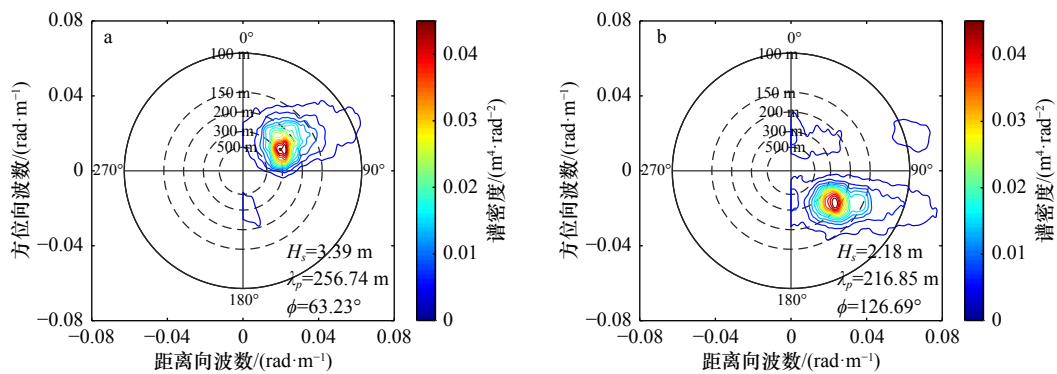 a
0.08
0.04
0
−0.04
−0.08
方位向波数/(rad·m⁻¹)
0°
100 m
150 m
200 m
300 m
500 m
270°
90°
180°
Hₛ=3.39 m
λₚ=256.74 m
ϕ=63.23°
−0.08
−0.04
0
0.04
0.08
距离向波数/(rad·m⁻¹)
0.04
0.03
0.02
0.01
0
谱密度/(m⁴·rad⁻²)
b
0.08
0.04
0
−0.04
−0.08
方位向波数/(rad·m⁻¹)
0°
100 m
150 m
200 m
300 m
500 m
270°
90°
180°
Hₛ=2.18 m
λₚ=216.85 m
ϕ=126.69°
−0.08
−0.04
0
0.04
0.08
距离向波数/(rad·m⁻¹)
0.04
0.03
0.02
0.01
0
谱密度/(m⁴·rad⁻²)